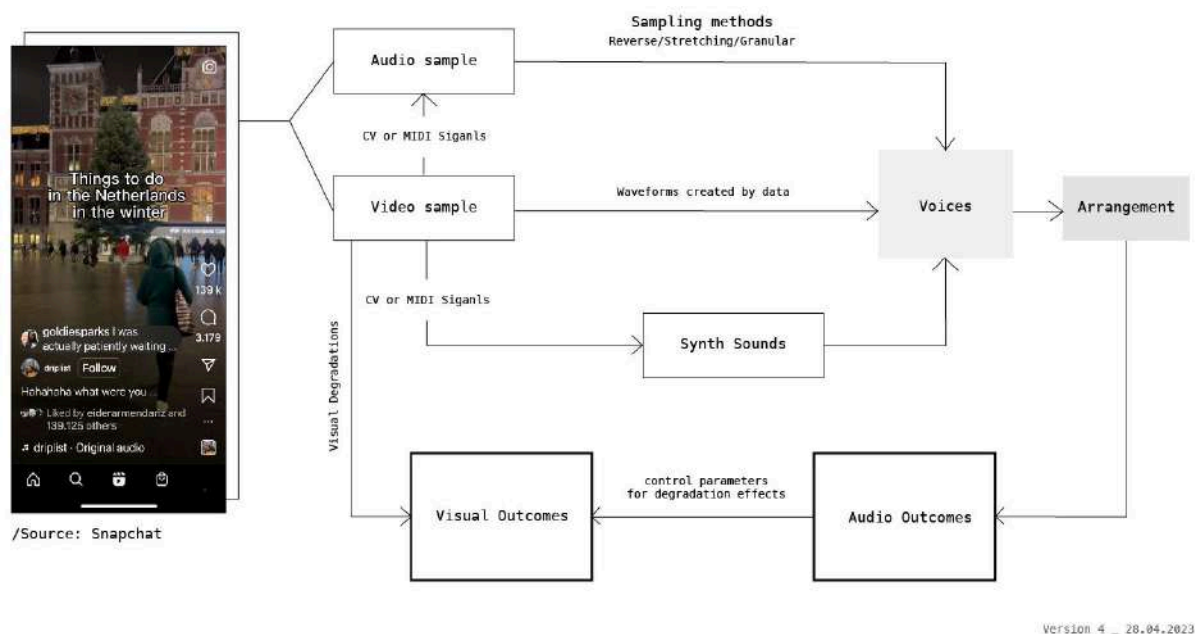 Things to do
in the Netherlands
in the winter
139 k
3.179
goldiesparks I was
actually patiently waiting ...
driplist Follow
Hahahaha what were you ...
Liked by eiderarmendariz and
139.125 others
driplist · Original audio
/Source: Snapchat
Sampling methods
Reverse/Stretching/Granular
Audio sample
CV or MIDI Siganls
Video sample
Waveforms created by data
Voices
Arrangement
CV or MIDI Siganls
Synth Sounds
Visual Degradations
Visual Outcomes
control parameters
for degradation effects
Audio Outcomes
Version 4 _ 28.04.2023